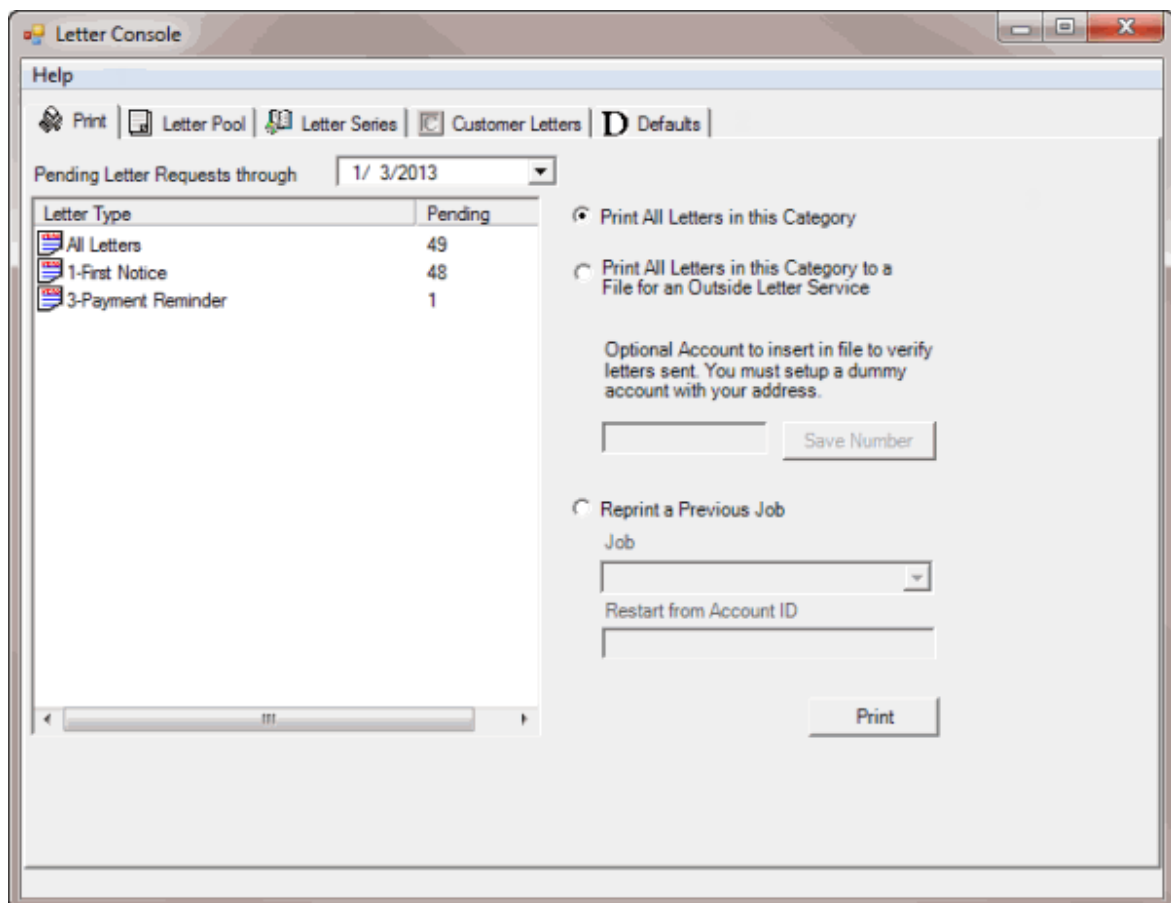 Letter Console
Help
Print
Letter Pool
Letter Series
C
Customer Letters
D
Defaults
Pending Letter Requests through
1/ 3/2013
Letter Type Pending
All Letters 49
1-First Notice 48
3-Payment Reminder 1
Print All Letters in this Category
Print All Letters in this Category to a
File for an Outside Letter Service
Optional Account to insert in file to verify
letters sent. You must setup a dummy
account with your address.
Save Number
Reprint a Previous Job
Job
Restart from Account ID
Print